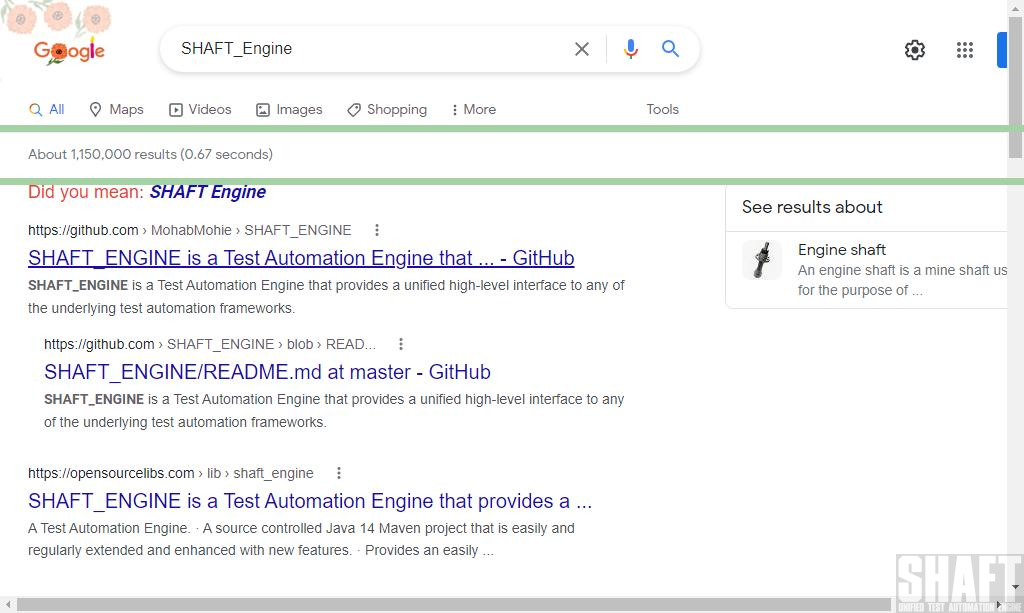 Google
SHAFT_Engine
All Maps Videos Images Shopping More Tools
About 1,150,000 results (0.67 seconds)
Did you mean: SHAFT Engine
https://github.com › MohabMohie › SHAFT_ENGINE
SHAFT_ENGINE is a Test Automation Engine that ... - GitHub
SHAFT_ENGINE is a Test Automation Engine that provides a unified high-level interface to any of
the underlying test automation frameworks.
https://github.com › SHAFT_ENGINE › blob › READ...
SHAFT_ENGINE/README.md at master - GitHub
SHAFT_ENGINE is a Test Automation Engine that provides a unified high-level interface to any
of the underlying test automation frameworks.
https://opensourcelibs.com › lib › shaft_engine
SHAFT_ENGINE is a Test Automation Engine that provides a ...
A Test Automation Engine. · A source controlled Java 14 Maven project that is easily and
regularly extended and enhanced with new features. · Provides an easily ...
See results about
Engine shaft
An engine shaft is a mine shaft us
for the purpose of ...
SHAFT
UNIFIED TEST AUTOMATION